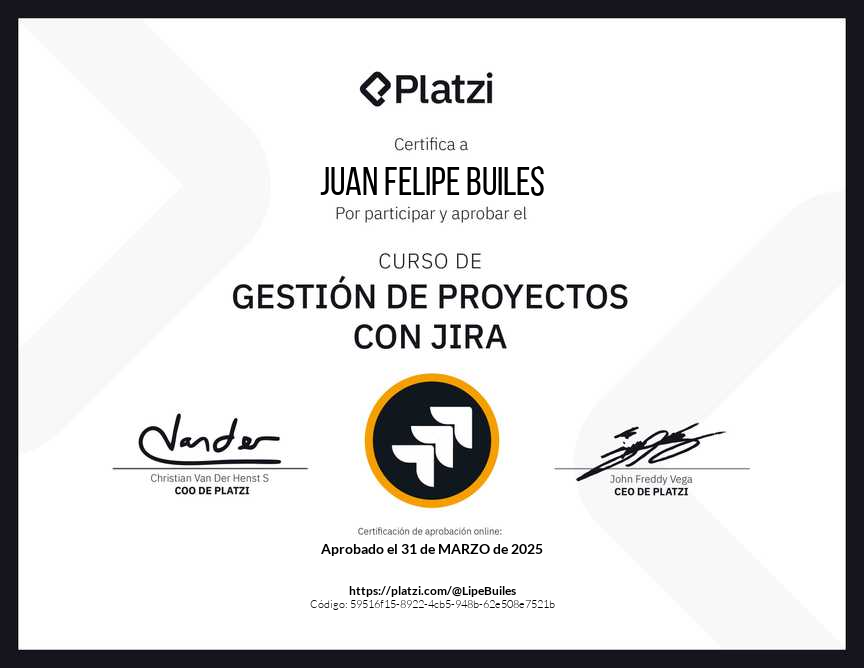 Platzi
Certifica a
JUAN FELIPE BUILES
Por participar y aprobar el
CURSO DE
GESTIÓN DE PROYECTOS
CON JIRA
Vander
Christian Van Der Henst S
COO DE PLATZI
John Freddy Vega
CEO DE PLATZI
Certificación de aprobación online:
Aprobado el 31 de MARZO de 2025
https://platzi.com/@LipeBuiles
Código: 59516f15-8922-4cb5-948b-62e508e7521b